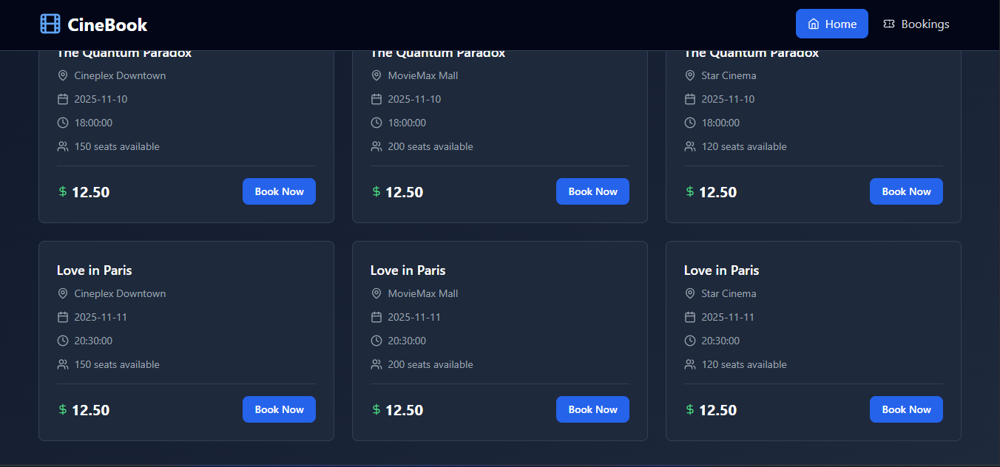 CineBook
Home
Bookings
The Quantum Paradox
Cineplex Downtown
2025-11-10
18:00:00
150 seats available
$ 12.50
Book Now
The Quantum Paradox
MovieMax Mall
2025-11-10
18:00:00
200 seats available
$ 12.50
Book Now
The Quantum Paradox
Star Cinema
2025-11-10
18:00:00
120 seats available
$ 12.50
Book Now
Love in Paris
Cineplex Downtown
2025-11-11
20:30:00
150 seats available
$ 12.50
Book Now
Love in Paris
MovieMax Mall
2025-11-11
20:30:00
200 seats available
$ 12.50
Book Now
Love in Paris
Star Cinema
2025-11-11
20:30:00
120 seats available
$ 12.50
Book Now